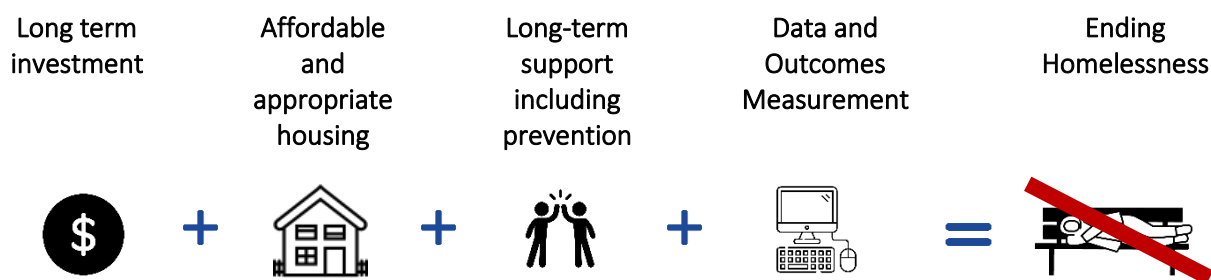 Long term
investment
Affordable
and
appropriate
housing
Long-term
support
including
prevention
Data and
Outcomes
Measurement
Ending
Homelessness
$
+
+
+
=